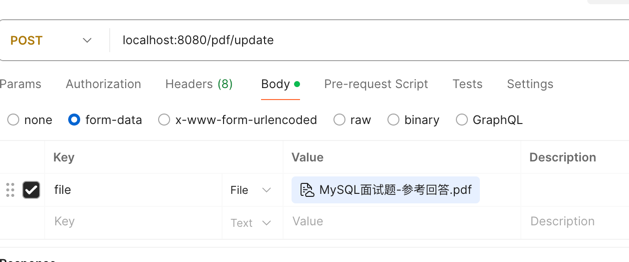 POST localhost:8080/pdf/update
Params Authorization Headers (8) Body Pre-request Script Tests Settings
none form-data x-www-form-urlencoded raw binary GraphQL
Key Value Description
file File MySQL面试题-参考回答.pdf
Key Text Value Description